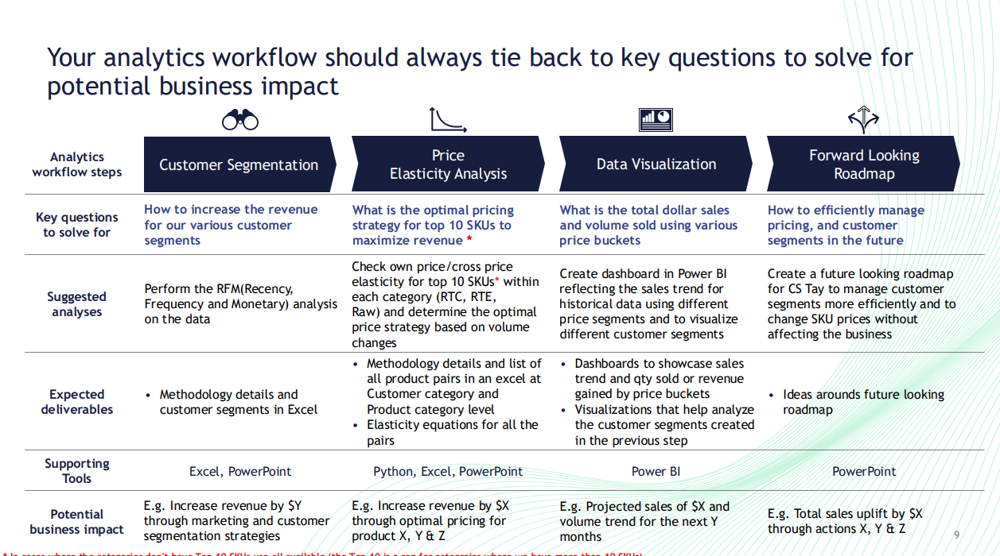 Your analytics workflow should always tie back to key questions to solve for
potential business impact
Analytics
workflow steps
Customer Segmentation
Price
Elasticity Analysis
Data Visualization
Forward Looking
Roadmap
Key questions
to solve for
How to increase the revenue
for our various customer
segments
What is the optimal pricing
strategy for top 10 SKUs to
maximize revenue *
What is the total dollar sales
and volume sold using various
price buckets
How to efficiently manage
pricing, and customer
segments in the future
Suggested
analyses
Perform the RFM(Recency,
Frequency and Monetary) analysis
on the data
Check own price/cross price
elasticity for top 10 SKUs* within
each category (RTC, RTE,
Raw) and determine the optimal
price strategy based on volume
changes
Create dashboard in Power BI
reflecting the sales trend for
historical data using different
price segments and to visualize
different customer segments
Create a future looking roadmap
for CS Tay to manage customer
segments more efficiently and to
change SKU prices without
affecting the business
Expected
deliverables
• Methodology details and
customer segments in Excel
• Methodology details and list of
all product pairs in an excel at
Customer category and
Product category level
• Elasticity equations for all the
pairs
• Dashboards to showcase sales
trend and qty sold or revenue
gained by price buckets
• Visualizations that help analyze
the customer segments created
in the previous step
• Ideas arounds future looking
roadmap
Supporting
Tools
Excel, PowerPoint
Python, Excel, PowerPoint
Power BI
PowerPoint
Potential
business impact
E.g. Increase revenue by $Y
through marketing and customer
segmentation strategies
E.g. Increase revenue by $X
through optimal pricing for
product X, Y & Z
E.g. Projected sales of $X and
volume trend for the next Y
months
E.g. Total sales uplift by $X
through actions X, Y & Z
9
* In cases where the categories don't have Top 10 SKUs use all available (the Top 10 is a cap for categories where we have more than 10 SKUs)